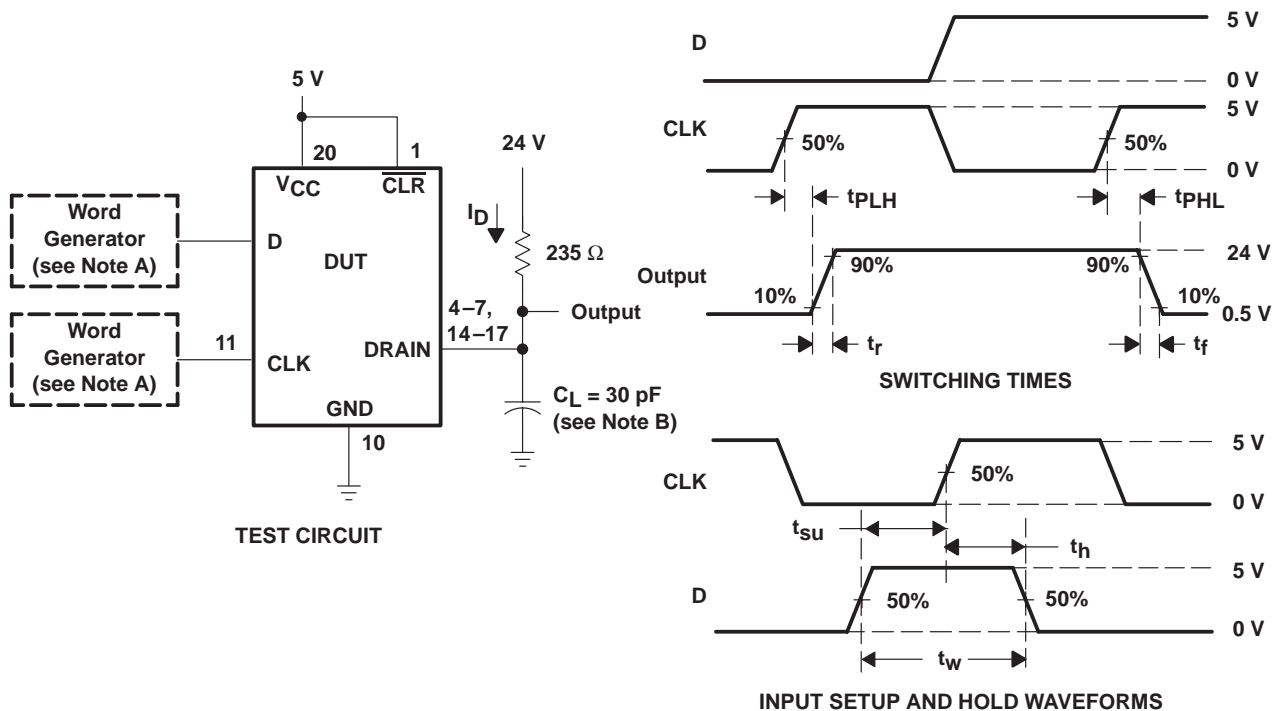 5 V
20
1
VCC
CLR
Word
Generator
(see Note A)
D
DUT
Word
Generator
(see Note A)
11
CLK
DRAIN
GND
10
4–7,
14–17
24 V
ID
235 Ω
Output
CL = 30 pF
(see Note B)
TEST CIRCUIT
D
5 V
0 V
CLK
50%
50%
5 V
0 V
tPLH
tPHL
Output
10%
90%
90%
10%
24 V
0.5 V
tr
tf
SWITCHING TIMES
CLK
50%
5 V
0 V
tsu
th
D
50%
50%
5 V
0 V
tw
INPUT SETUP AND HOLD WAVEFORMS